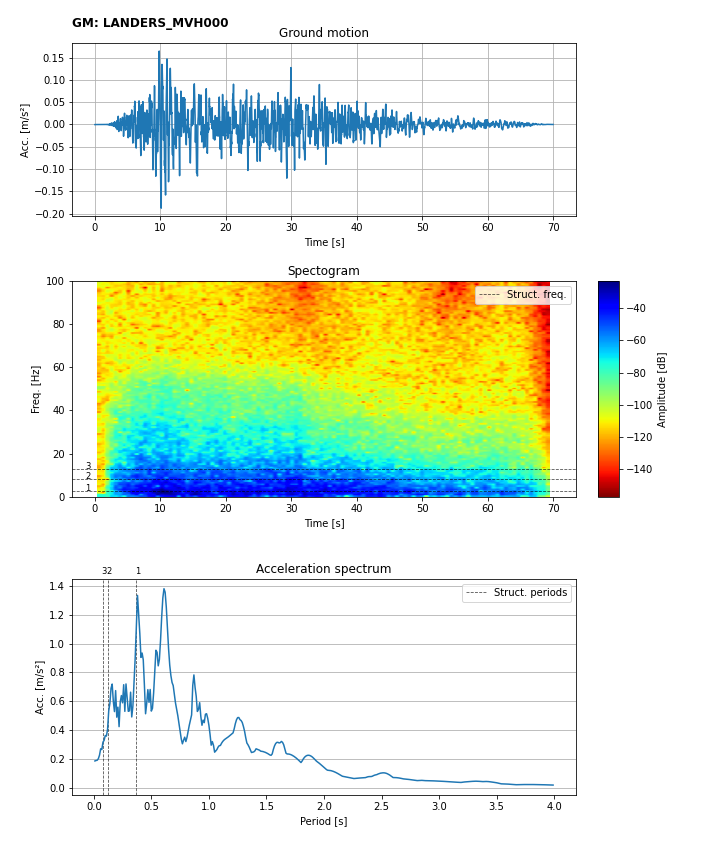 GM: LANDERS_MVH000
Ground motion
0.15
0.10
0.05
0.00
−0.05
−0.10
−0.15
−0.20
Acc. [m/s²]
0 10 20 30 40 50 60 70
Time [s]
Spectogram
100
80
60
40
20
0
Freq. [Hz]
Struct. freq.
3
2
1
0 10 20 30 40 50 60 70
Time [s]
−40
−60
−80
−100
−120
−140
Amplitude [dB]
32 1
Acceleration spectrum
1.4
1.2
1.0
0.8
0.6
0.4
0.2
0.0
Acc. [m/s²]
Struct. periods
0.0 0.5 1.0 1.5 2.0 2.5 3.0 3.5 4.0
Period [s]